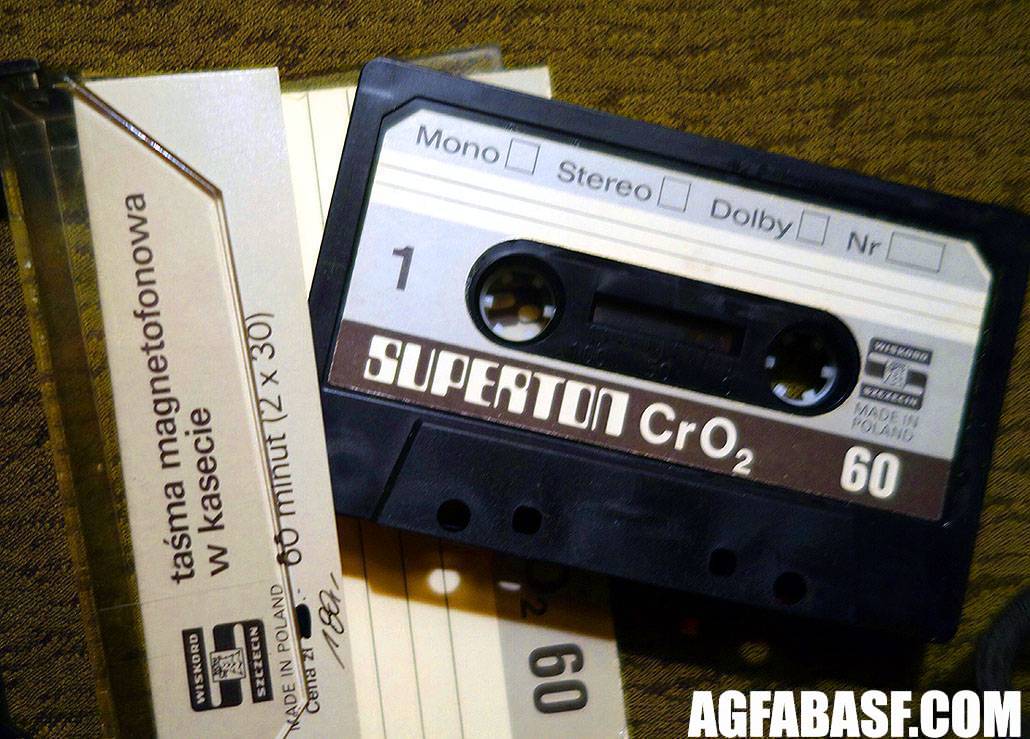 taśma magnetofonowa
w kasecie
60 minut (2 x 30)
WISKORD
SZCZECIN
MADE IN POLAND
Cena zł
180,-
60
Mono Stereo Dolby Nr
1
WISKORD
SZCZECIN
MADE IN
POLAND
SUPERTON CrO₂ 60
AGFABASF.COM